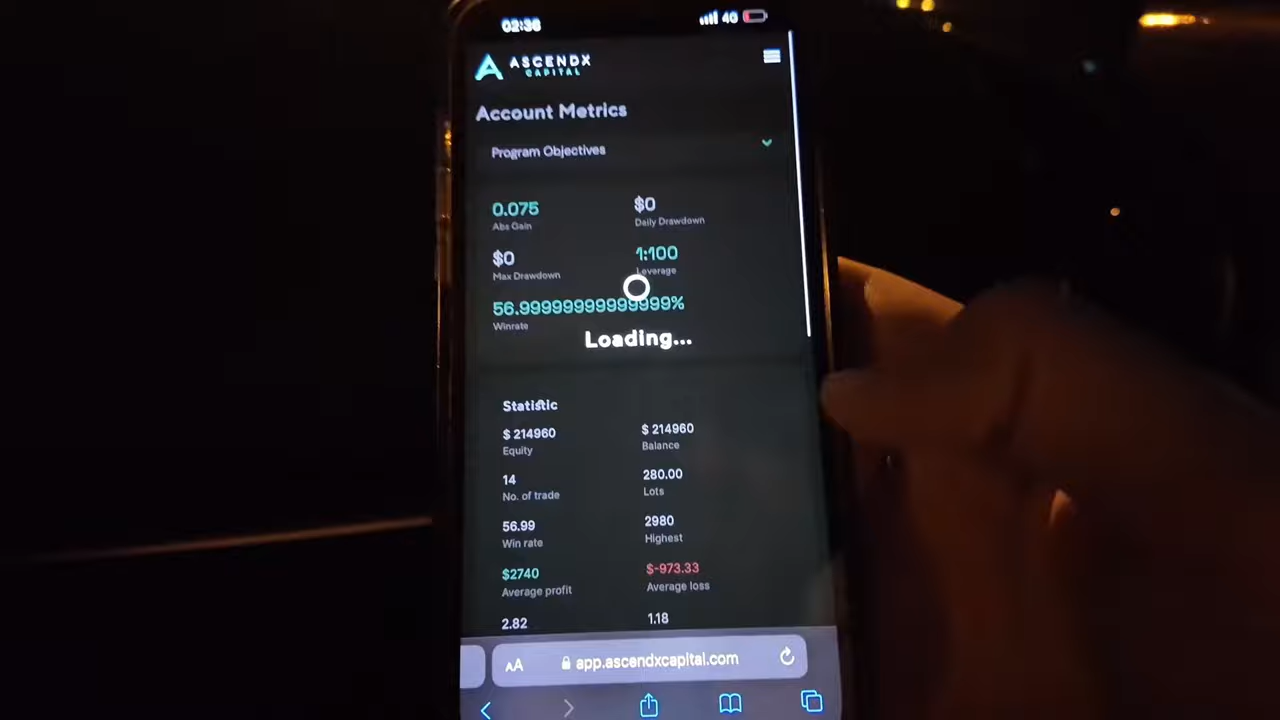 02:38
4G
ASCENDX
CAPITAL
Account Metrics
Program Objectives
0.075
$0
Abs Gain
Daily Drawdown
$0
1:100
Max Drawdown
Leverage
56.99999999999999%
Winrate
Loading...
Statistic
$ 214960
$ 214960
Equity
Balance
14
280.00
No. of trade
Lots
56.99
2980
Win rate
Highest
$2740
$-973.33
Average profit
Average loss
2.82
1.18
AA
app.ascendxcapital.com